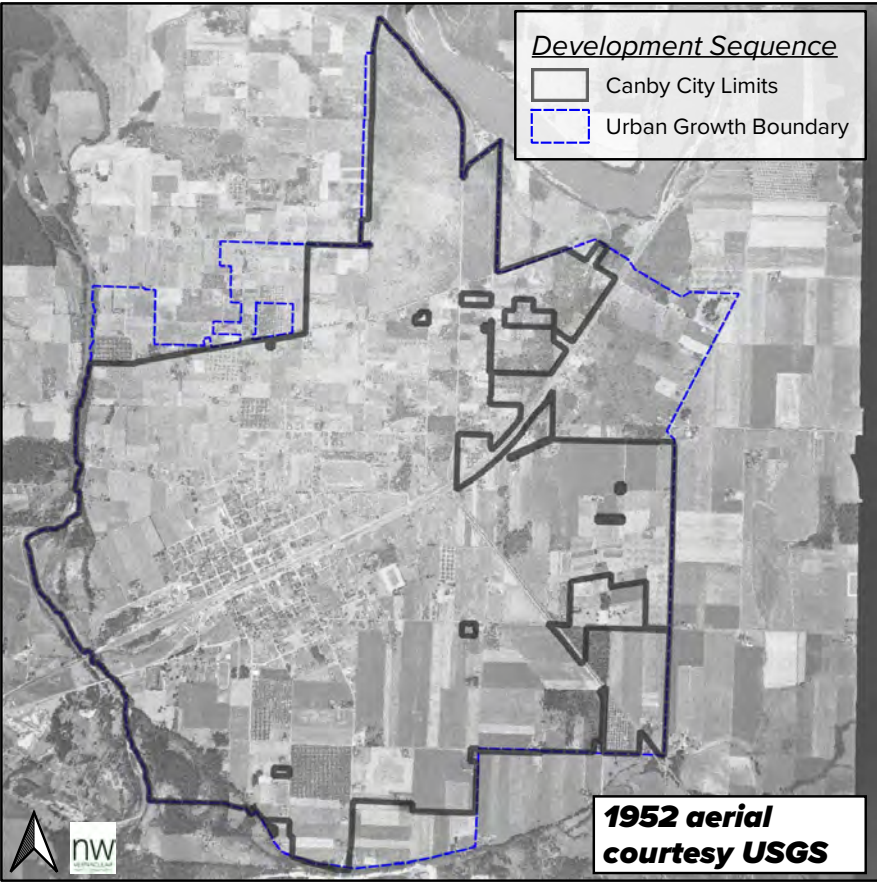 Development Sequence
Canby City Limits
Urban Growth Boundary
1952 aerial
courtesy USGS
nw